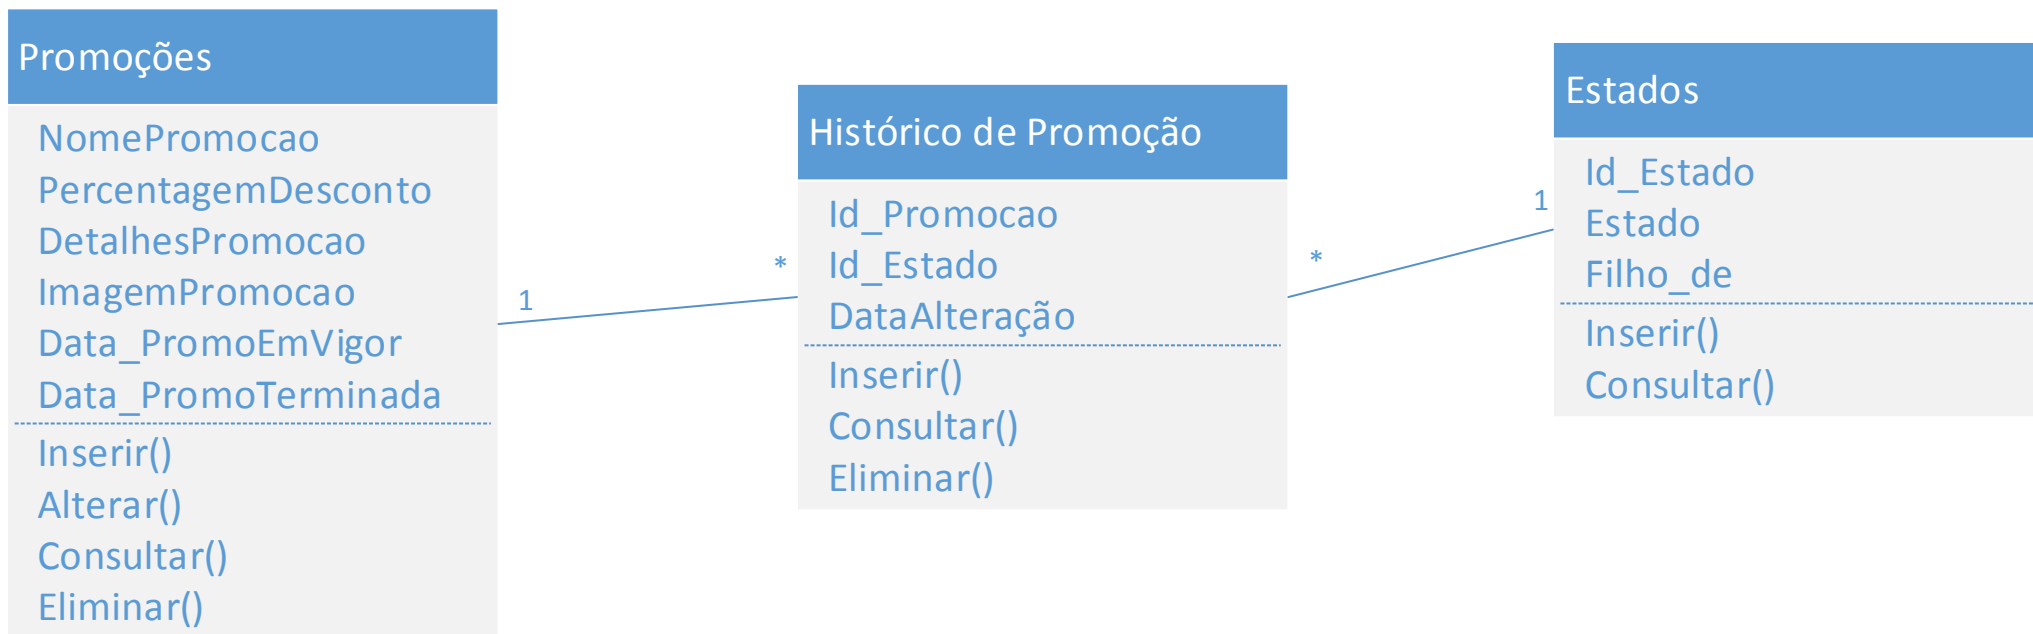 Promoções
NomePromocao
PercentagemDesconto
DetalhesPromocao
ImagemPromocao
Data_PromoEmVigor
Data_PromoTerminada
Inserir()
Alterar()
Consultar()
Eliminar()
1
*
Histórico de Promoção
Id_Promocao
Id_Estado
DataAlteração
Inserir()
Consultar()
Eliminar()
*
1
Estados
Id_Estado
Estado
Filho_de
Inserir()
Consultar()